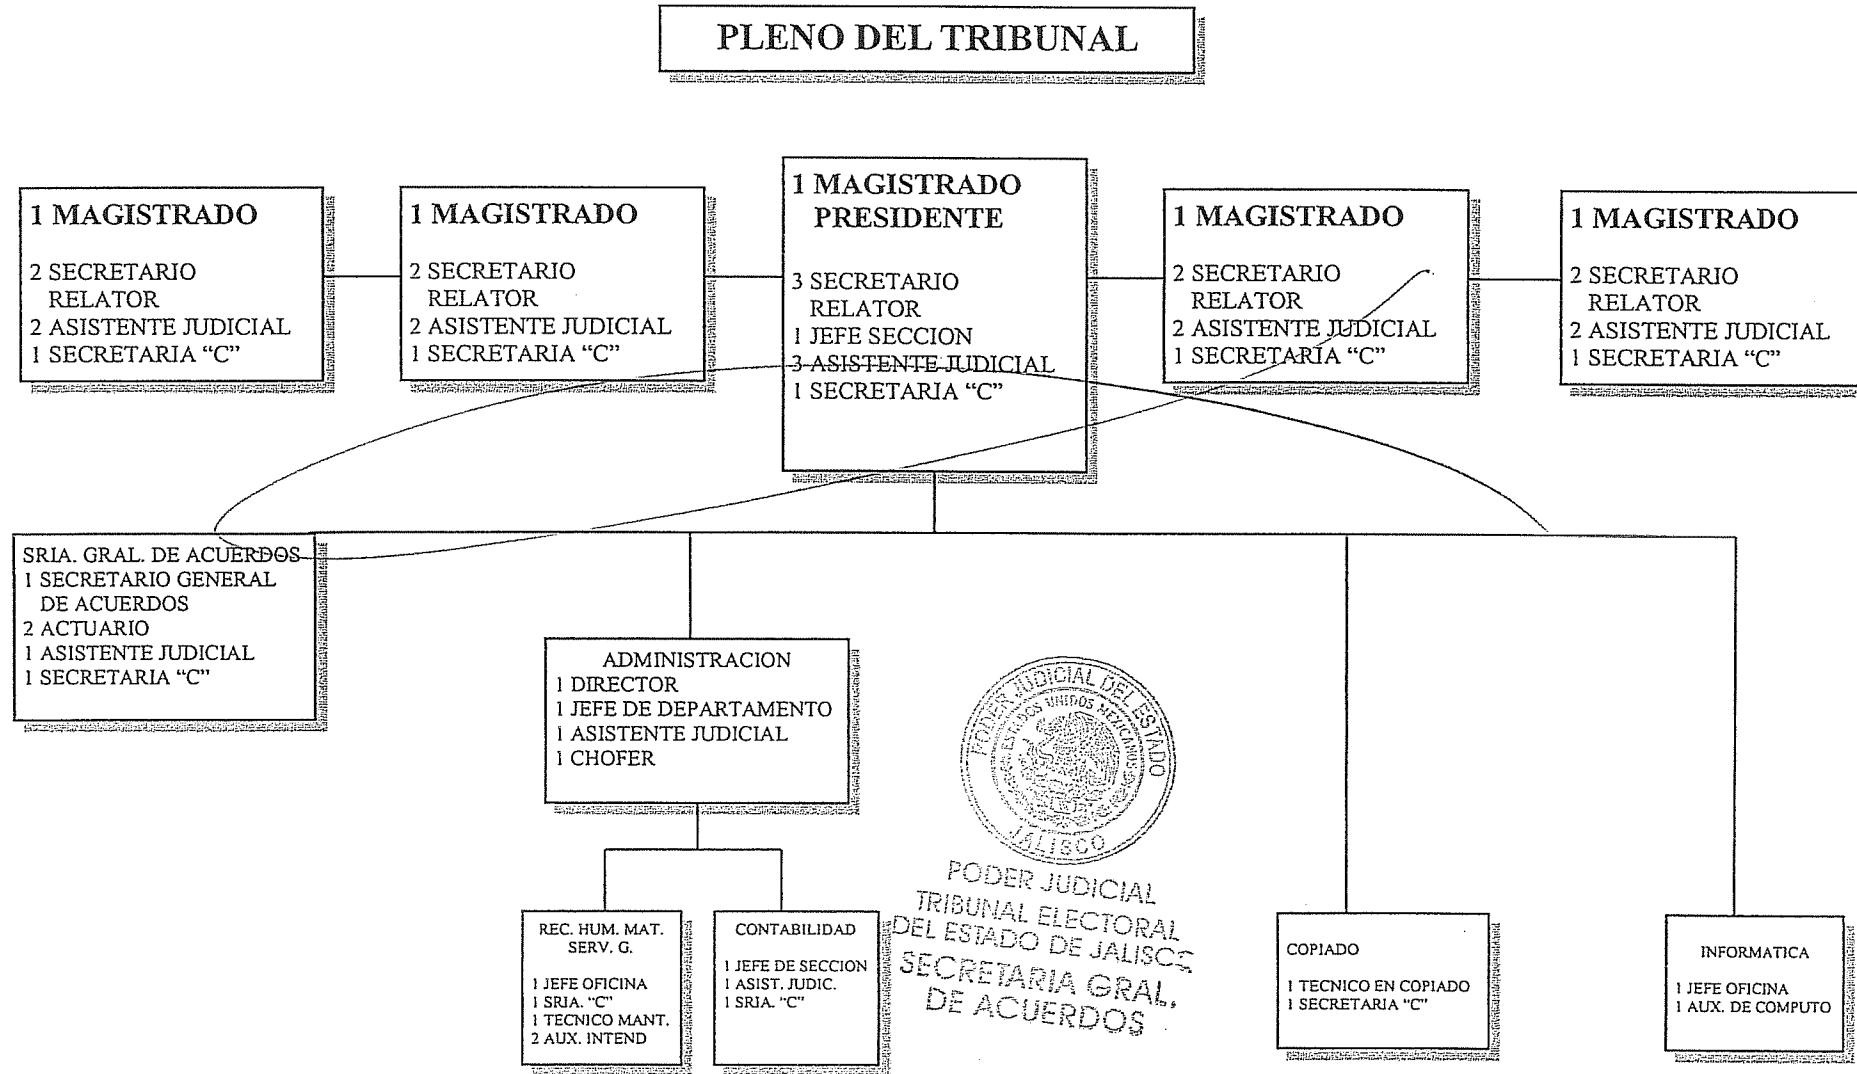 PLENO DEL TRIBUNAL
1 MAGISTRADO
2 SECRETARIO
RELATOR
2 ASISTENTE JUDICIAL
1 SECRETARIA “C”
1 MAGISTRADO
2 SECRETARIO
RELATOR
2 ASISTENTE JUDICIAL
1 SECRETARIA “C”
1 MAGISTRADO
PRESIDENTE
3 SECRETARIO
RELATOR
1 JEFE SECCION
3 ASISTENTE JUDICIAL
1 SECRETARIA “C”
1 MAGISTRADO
2 SECRETARIO
RELATOR
2 ASISTENTE JUDICIAL
1 SECRETARIA “C”
1 MAGISTRADO
2 SECRETARIO
RELATOR
2 ASISTENTE JUDICIAL
1 SECRETARIA “C”
SRIA. GRAL. DE ACUERDOS
1 SECRETARIO GENERAL
DE ACUERDOS
2 ACTUARIO
1 ASISTENTE JUDICIAL
1 SECRETARIA “C”
ADMINISTRACION
1 DIRECTOR
1 JEFE DE DEPARTAMENTO
1 ASISTENTE JUDICIAL
1 CHOFER
REC. HUM. MAT.
SERV. G.
1 JEFE OFICINA
1 SRIA. “C”
1 TECNICO MANT.
2 AUX. INTEND
CONTABILIDAD
1 JEFE DE SECCION
1 ASIST. JUDIC.
1 SRIA. “C”
PODER JUDICIAL DEL ESTADO
ESTADOS UNIDOS MEXICANOS
JALISCO
PODER JUDICIAL
TRIBUNAL ELECTORAL
DEL ESTADO DE JALISCO
SECRETARIA GRAL.
DE ACUERDOS
COPIADO
1 TECNICO EN COPIADO
1 SECRETARIA “C”
INFORMATICA
1 JEFE OFICINA
1 AUX. DE COMPUTO